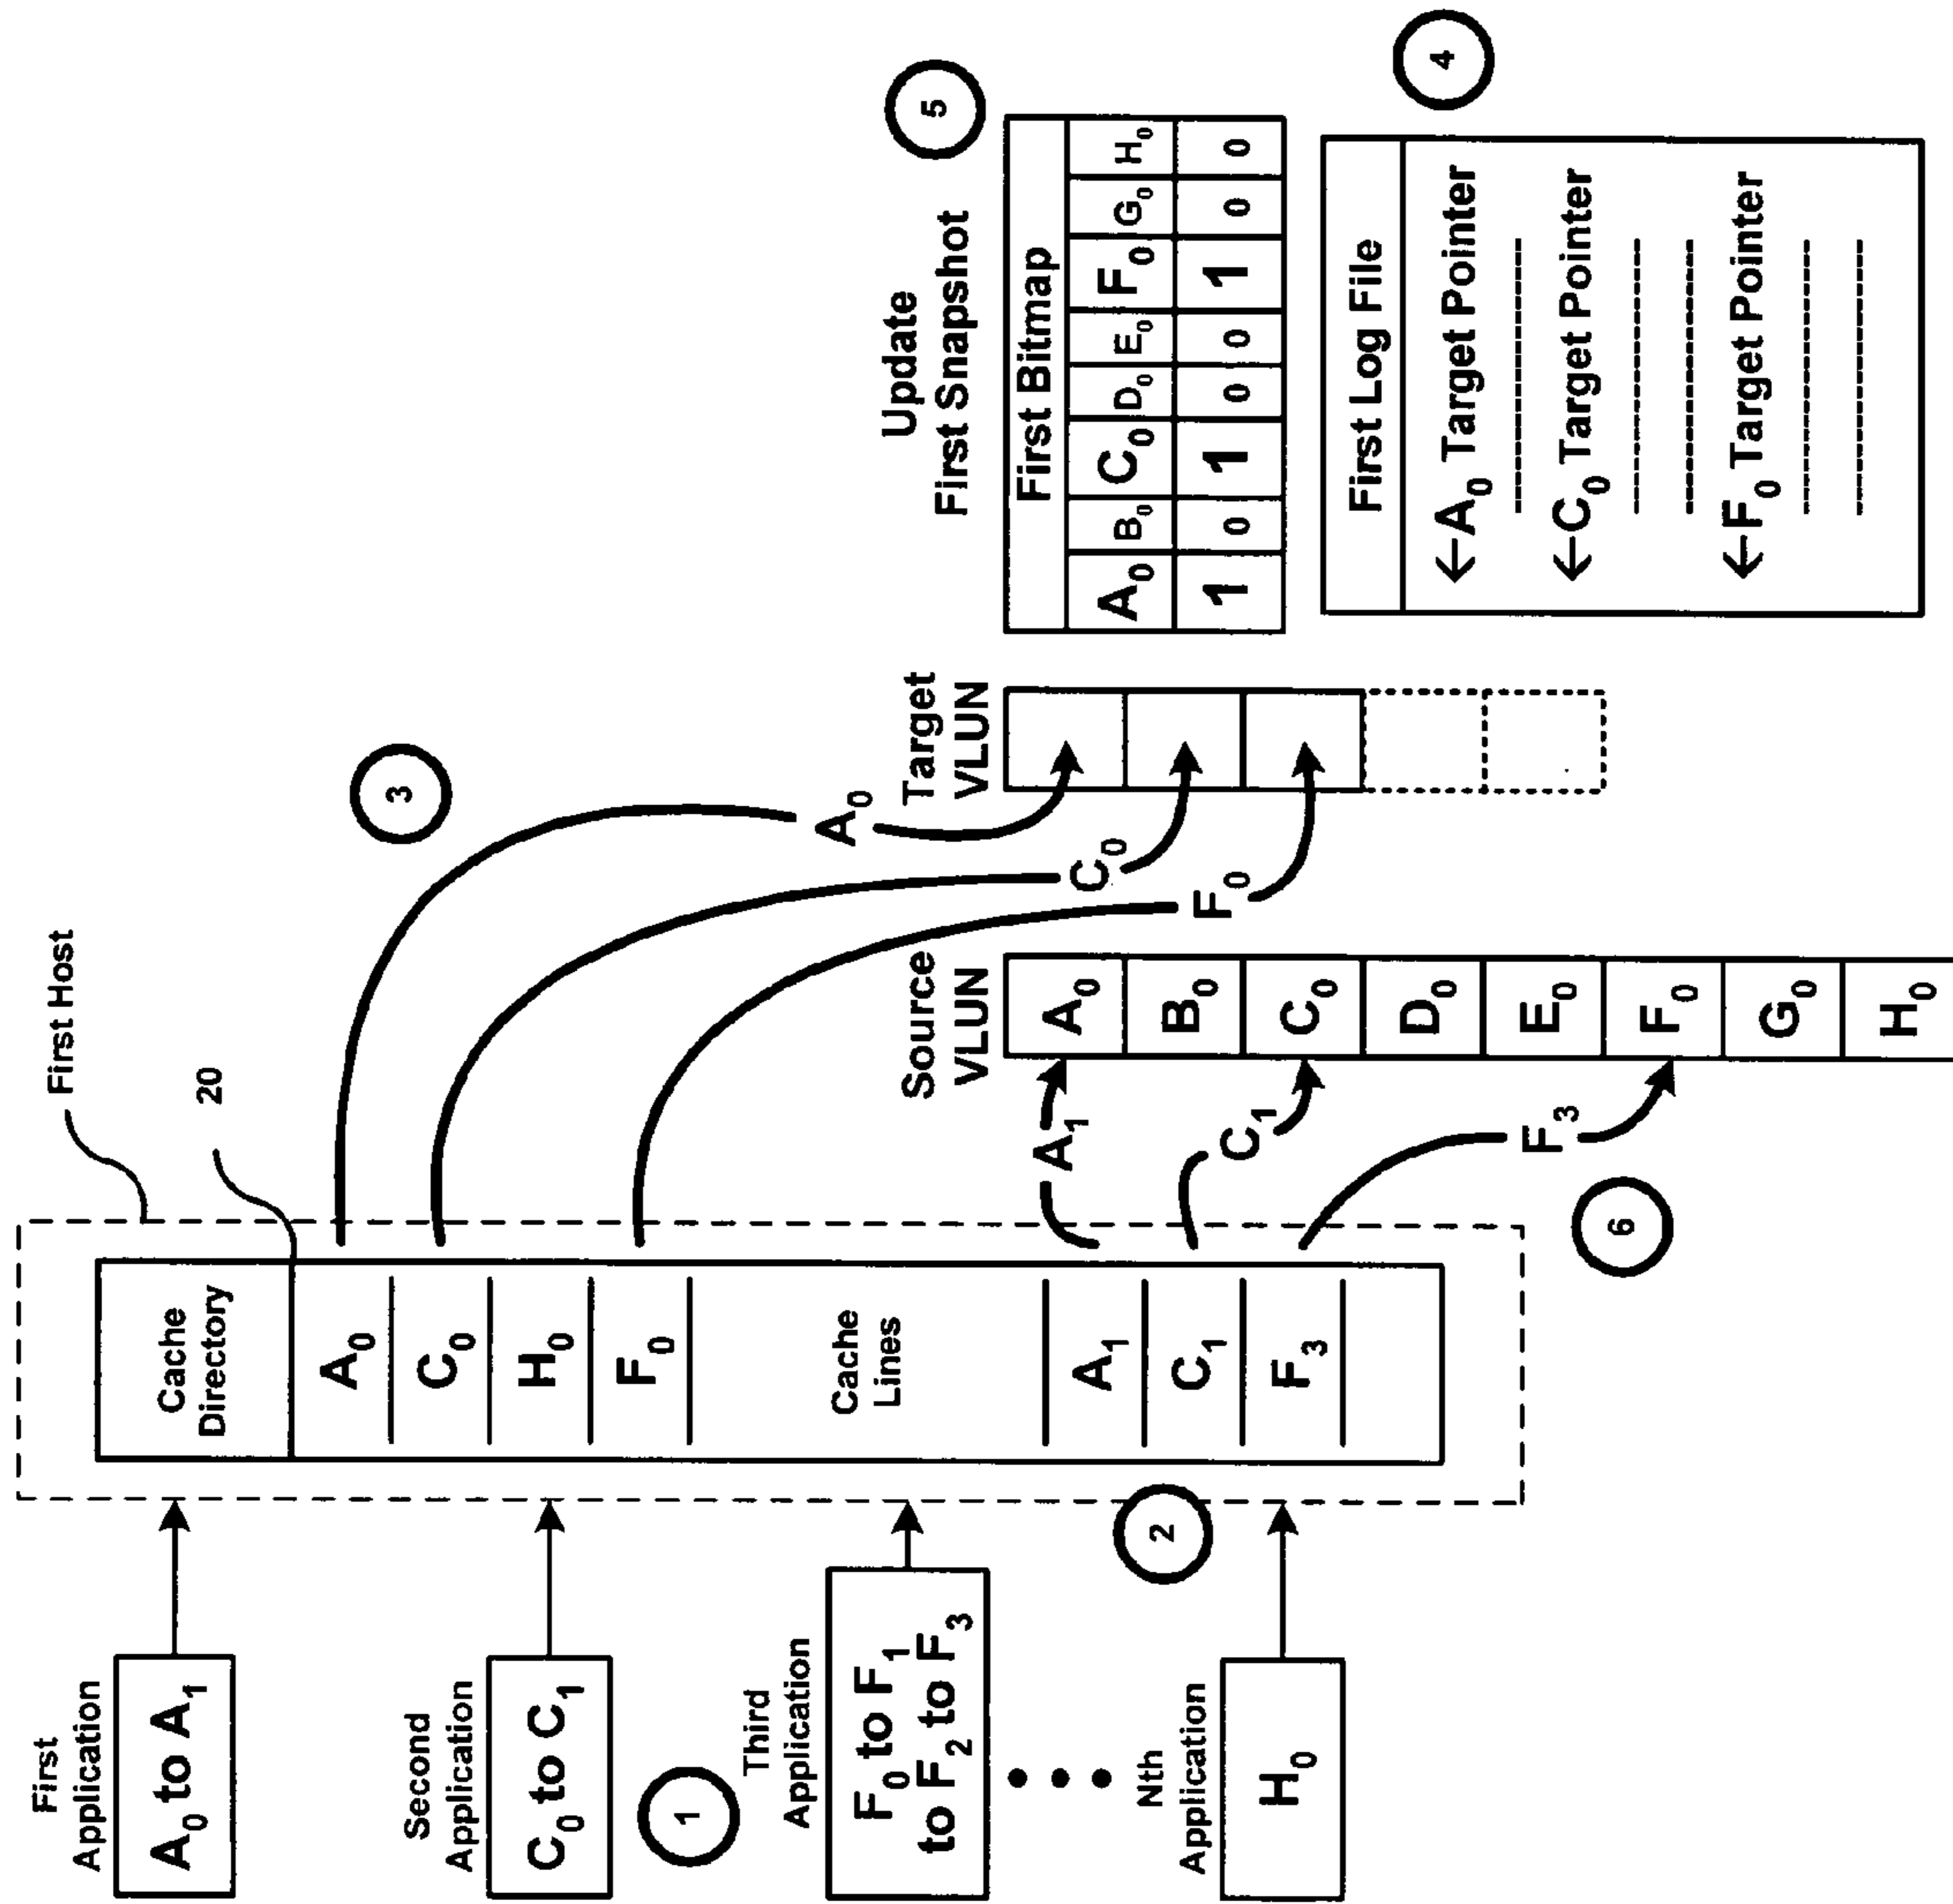 First
Application
A₀ to A₁
Second
Application
C₀ to C₁
1
Third
Application
F₀ to F₁
to F₂ to F₃
Nth
Application
H₀
2
First Host
20
Cache
Directory
A₀
C₀
H₀
F₀
Cache
Lines
A₁
C₁
F₃
3
A₀
C₀
F₀
A₁
C₁
F₃
6
Source
VLUN
A₀
B₀
C₀
D₀
E₀
F₀
G₀
H₀
Target
VLUN
Update
First Snapshot
5
First Bitmap
A₀ B₀ C₀ D₀ E₀ F₀ G₀ H₀
1 0 1 0 0 1 0 0
4
First Log File
←A₀ Target Pointer
←C₀ Target Pointer
←F₀ Target Pointer